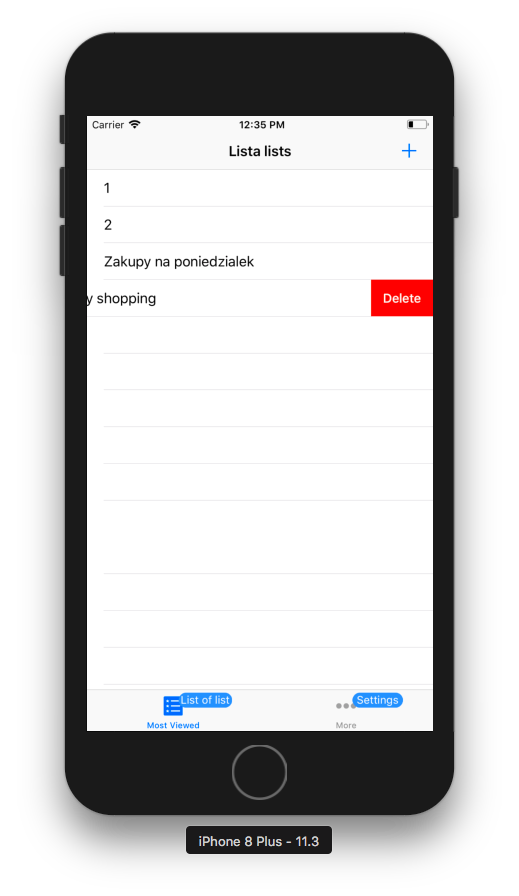 Carrier 12:35 PM
Lista lists
1
2
Zakupy na poniedzialek
y shopping Delete
List of list Settings
Most Viewed More
iPhone 8 Plus - 11.3